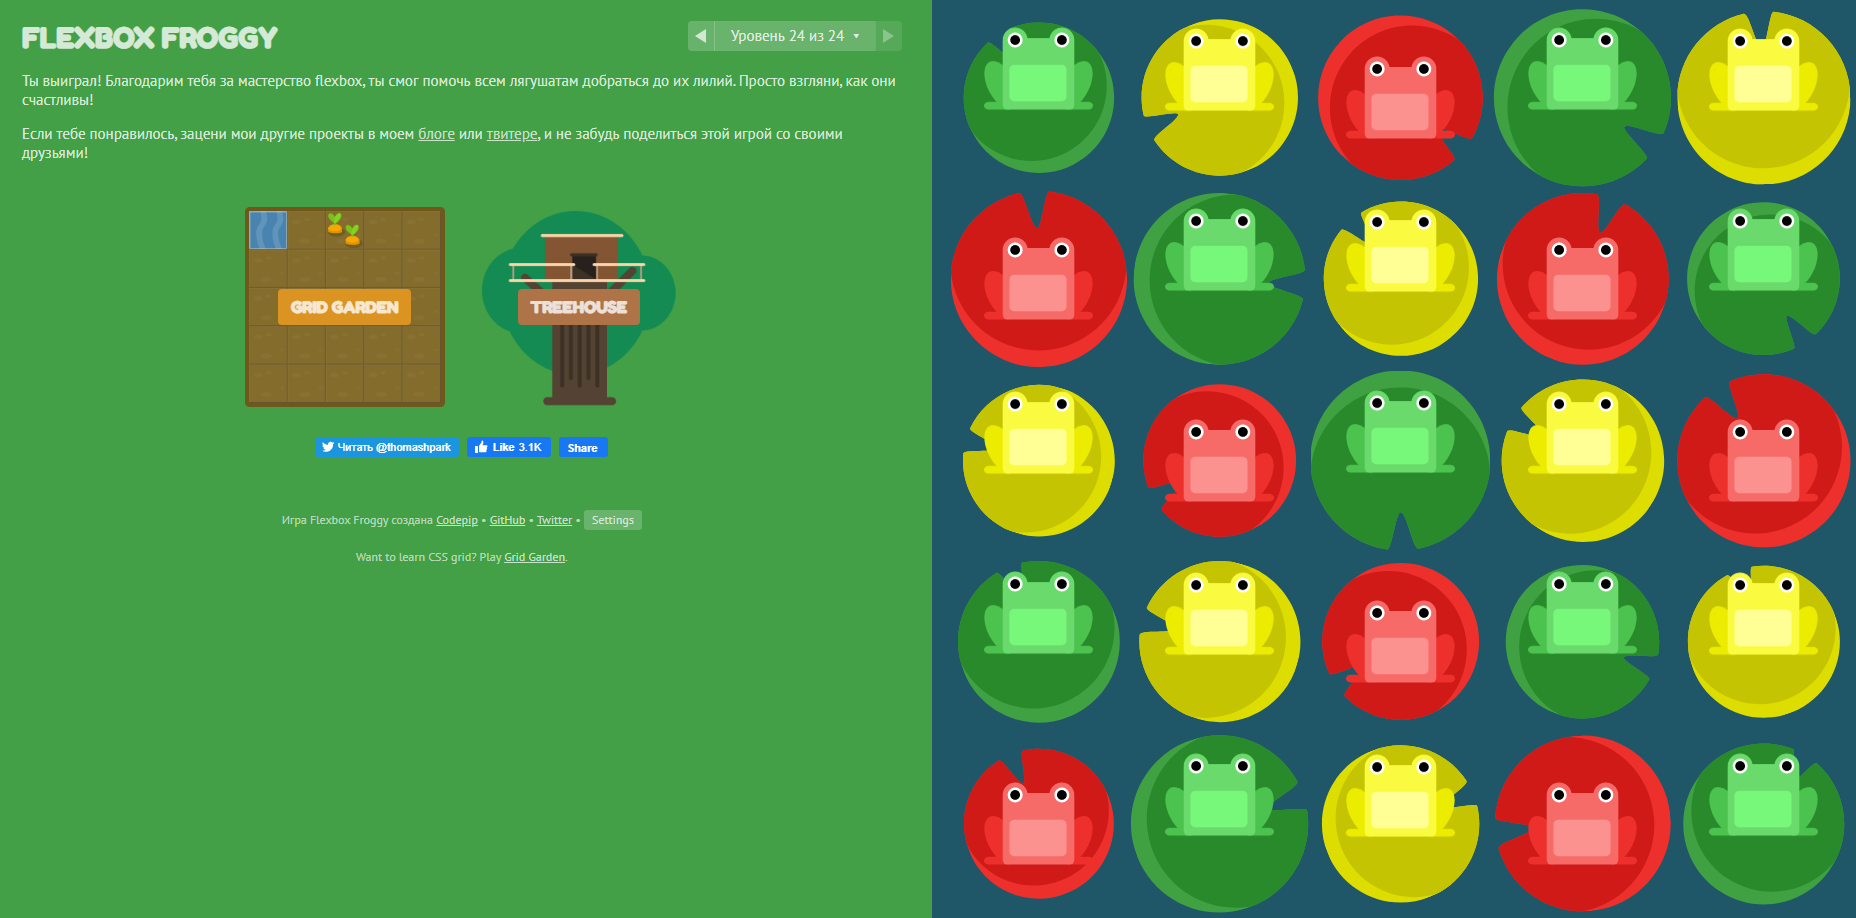 FLEXBOX FROGGY
Уровень 24 из 24
Ты выиграл! Благодарим тебя за мастерство flexbox, ты смог помочь всем лягушатам добраться до их лилий. Просто взгляни, как они
счастливы!
Если тебе понравилось, зацени мои другие проекты в моем блоге или твитере, и не забудь поделиться этой игрой со своими
друзьями!
GRID GARDEN
TREEHOUSE
Читать @thomashpark
Like 3.1K
Share
Игра Flexbox Froggy создана Codepip • GitHub • Twitter • Settings
Want to learn CSS grid? Play Grid Garden.